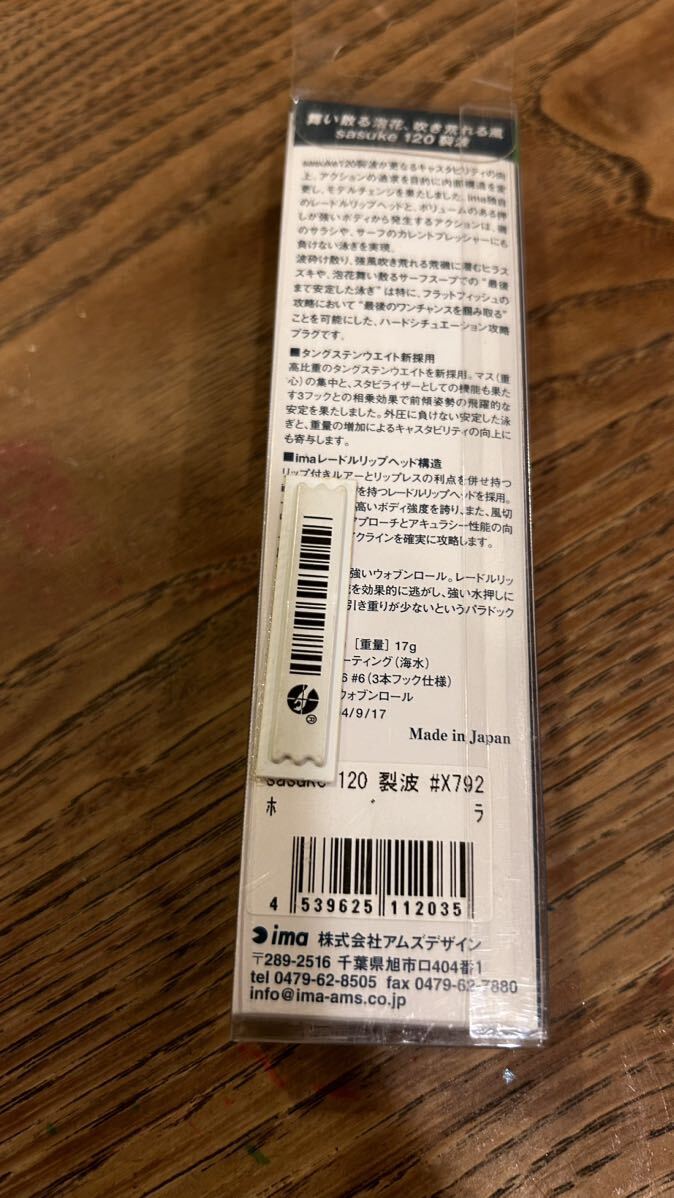 舞い散る泡花、吹き荒れる風
sasuke 120 裂波
sasuke120裂波が更なるキャスタビリティの向
上、アクションの追求を目的に内部構造を変
更し、モデルチェンジを果たしました。ima独自
のレードルリップヘッドと、ボリュームのある押
しが強いボディから発生するアクションは、磯
のサラシや、サーフのカレントプレッシャーにも
負けない泳ぎを実現。
波砕け散り、強風吹き荒れる荒磯に潜むヒラス
ズキや、泡花舞い散るサーフスープでの“最後
まで安定した泳ぎ”は特に、フラットフィッシュの
攻略において“最後のワンチャンスを掴み取る”
ことを可能にした、ハードシチュエーション攻略
プラグです。
■タングステンウエイト新採用
高比重のタングステンウエイトを新採用。マス（重
心）の集中と、スタビライザーとしての機能も果た
す3フックとの相乗効果で前傾姿勢の飛躍的な
安定を果たしました。外圧に負けない安定した泳
ぎと、重量の増加によるキャスタビリティの向上に
も寄与します。
■imaレードルリップヘッド構造
リップ付きルアーとリップレスの利点を併せ持つ
を持つレードルリップヘッドを採用。
高いボディ強度を誇り、また、風切
アプローチとアキュラシー性能の向
イクラインを確実に攻略します。
強いウォブンロール。レードルリッ
を効果的に逃がし、強い水押しに
引き重りが少ないというパラドック
[重量] 17g
ーティング（海水）
6 #6（3本フック仕様）
ウォブンロール
4/9/17
Made in Japan
sasuke 120 裂波 #X792
ホ ラ
4 539625 112035
ima 株式会社アムズデザイン
〒289-2516 千葉県旭市ロ404番1
tel 0479-62-8505 fax 0479-62-7880
info@ima-ams.co.jp